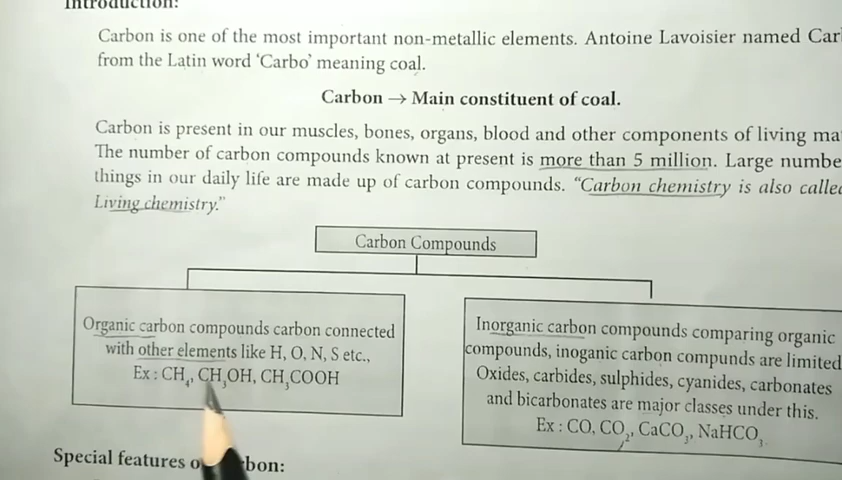 Introduction:
Carbon is one of the most important non-metallic elements. Antoine Lavoisier named Car
from the Latin word 'Carbo' meaning coal.
Carbon → Main constituent of coal.
Carbon is present in our muscles, bones, organs, blood and other components of living ma
The number of carbon compounds known at present is more than 5 million. Large numbe
things in our daily life are made up of carbon compounds. "Carbon chemistry is also called
Living chemistry."
Carbon Compounds
Organic carbon compounds carbon connected
with other elements like H, O, N, S etc.,
Ex : CH₄, CH₃OH, CH₃COOH
Inorganic carbon compounds comparing organic
compounds, inoganic carbon compunds are limited
Oxides, carbides, sulphides, cyanides, carbonates
and bicarbonates are major classes under this.
Ex : CO, CO₂, CaCO₃, NaHCO₃.
Special features o bon: